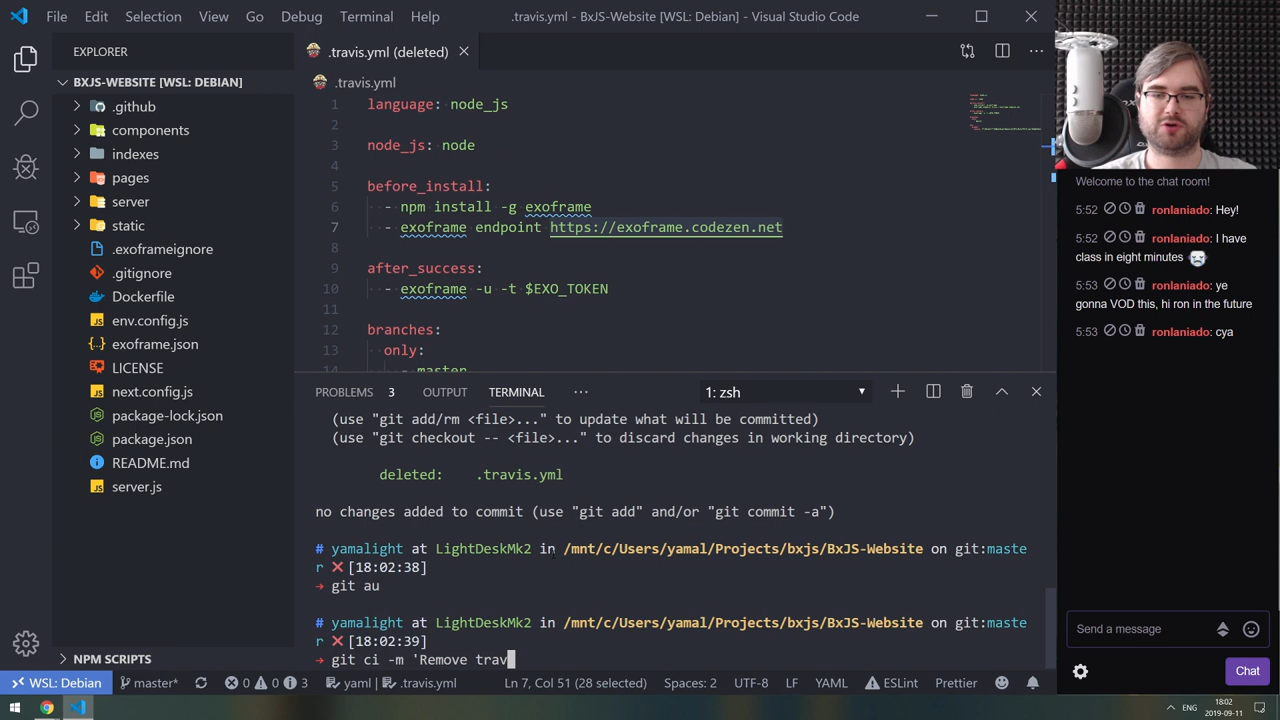 File Edit Selection View Go Debug Terminal Help .travis.yml - BxJS-Website [WSL: Debian] - Visual Studio Code
EXPLORER
BXJS-WEBSITE [WSL: DEBIAN]
.github
components
indexes
pages
server
static
.exoframeignore
.gitignore
Dockerfile
env.config.js
exoframe.json
LICENSE
next.config.js
package-lock.json
package.json
README.md
server.js
NPM SCRIPTS
.travis.yml (deleted)
.travis.yml
1 language: node_js
2
3 node_js: node
4
5 before_install:
6 - npm install -g exoframe
7 - exoframe endpoint https://exoframe.codezen.net
8
9 after_success:
10 - exoframe -u -t $EXO_TOKEN
11
12 branches:
13 only:
14 - master
PROBLEMS 3 OUTPUT TERMINAL ··· 1: zsh
(use "git add/rm <file>..." to update what will be committed)
(use "git checkout -- <file>..." to discard changes in working directory)
deleted: .travis.yml
no changes added to commit (use "git add" and/or "git commit -a")
# yamalight at LightDeskMk2 in /mnt/c/Users/yamal/Projects/bxjs/BxJS-Website on git:maste
r ❌[18:02:38]
→ git au
# yamalight at LightDeskMk2 in /mnt/c/Users/yamal/Projects/bxjs/BxJS-Website on git:maste
r ❌[18:02:39]
→ git ci -m 'Remove trav
WSL: Debian master* 0 0 3 yaml | .travis.yml Ln 7, Col 51 (28 selected) Spaces: 2 UTF-8 LF YAML ESLint Prettier
Welcome to the chat room!
5:52 ronlaniado: Hey!
5:52 ronlaniado: I have
class in eight minutes
5:53 ronlaniado: ye
gonna VOD this, hi ron in the future
5:53 ronlaniado: cya
Send a message
Chat
ENG 18:02
2019-09-11